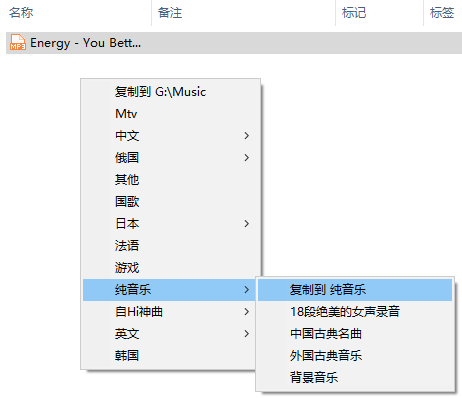 名称 备注 标记 标签
MP3 Energy - You Bett...
复制到 G:\Music
Mtv
中文
俄国
其他
国歌
日本
法语
游戏
纯音乐
自Hi神曲
英文
韩国
复制到 纯音乐
18段绝美的女声录音
中国古典名曲
外国古典音乐
背景音乐